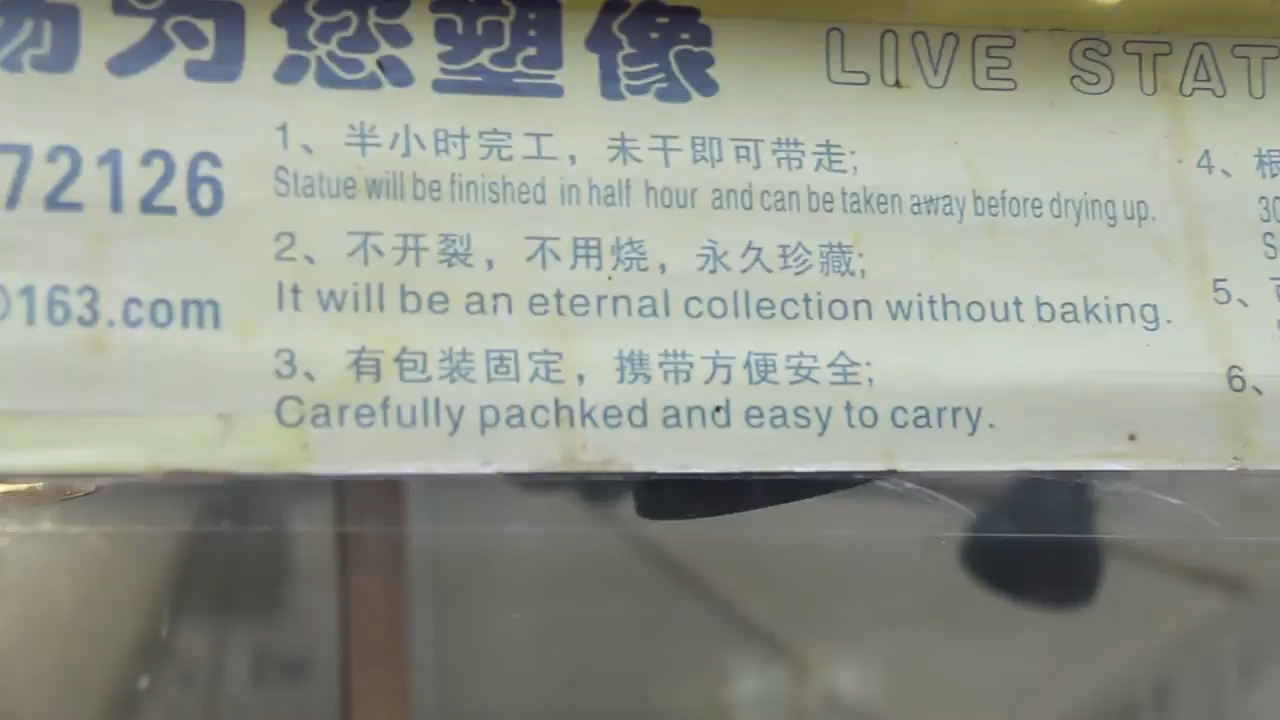 为您塑像 LIVE STAT
72126
163.com
1、半小时完工，未干即可带走;
Statue will be finished in half hour and can be taken away before drying up.
2、不开裂，不用烧，永久珍藏;
It will be an eternal collection without baking.
3、有包装固定，携带方便安全;
Carefully pachked and easy to carry.
4、根
30
S
5、
6、